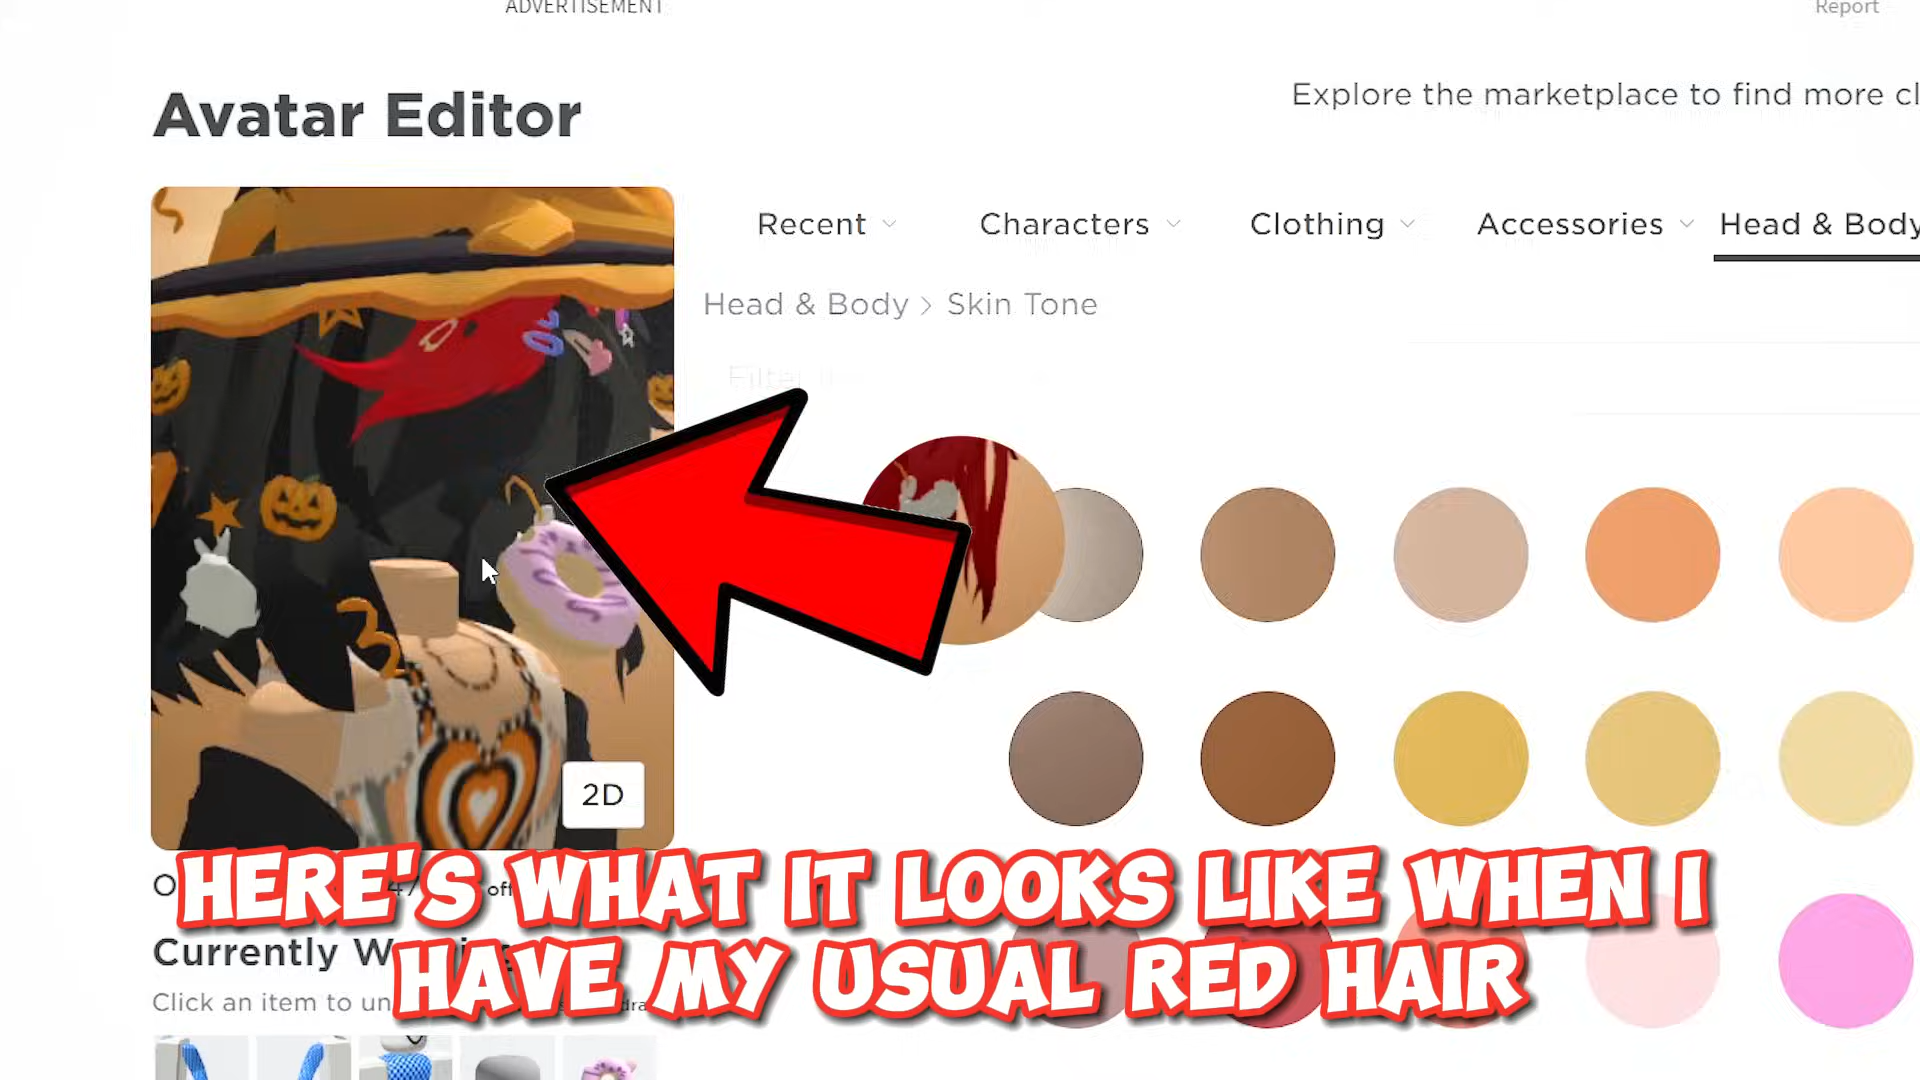 ADVERTISEMENT
Report
Avatar Editor
Explore the marketplace to find more cl
Recent
Characters
Clothing
Accessories
Head & Body
Head & Body > Skin Tone
Filter
2D
HERE'S WHAT IT LOOKS LIKE WHEN I
HAVE MY USUAL RED HAIR
Currently W
Click an item to un